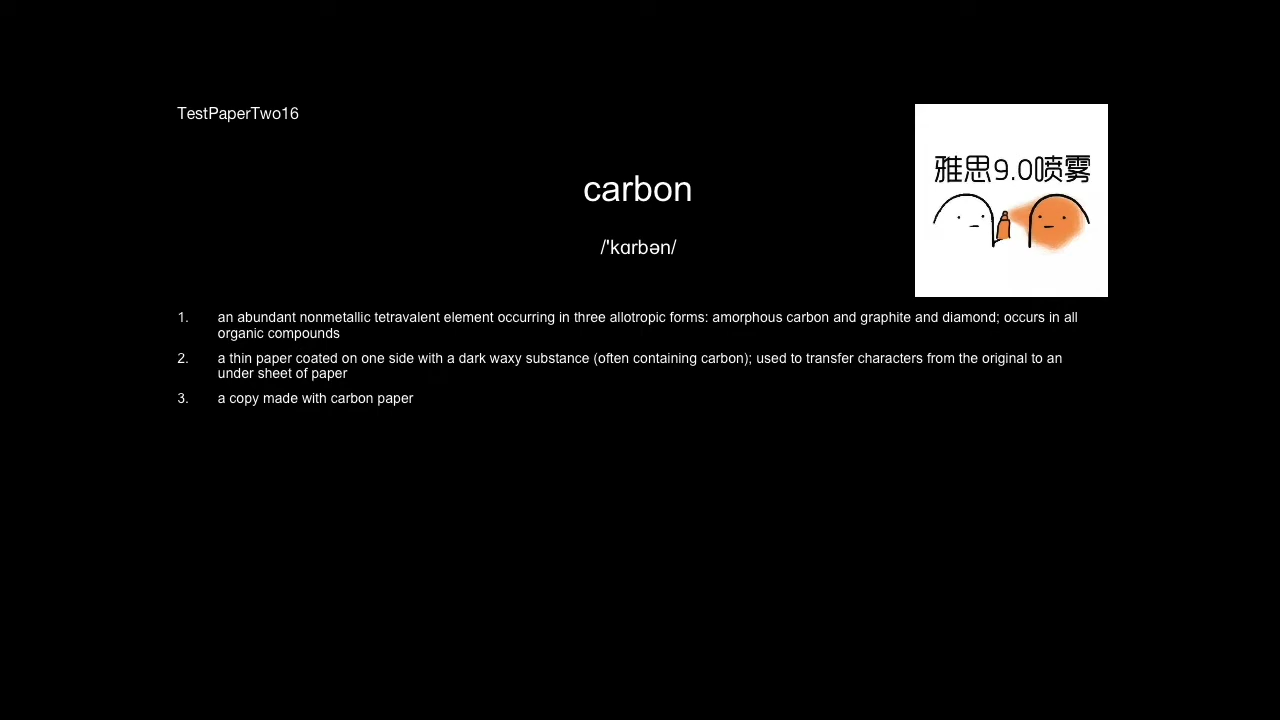 TestPaperTwo16
雅思9.0喷雾
carbon
/'kɑrbən/
1. an abundant nonmetallic tetravalent element occurring in three allotropic forms: amorphous carbon and graphite and diamond; occurs in all
organic compounds
2. a thin paper coated on one side with a dark waxy substance (often containing carbon); used to transfer characters from the original to an
under sheet of paper
3. a copy made with carbon paper